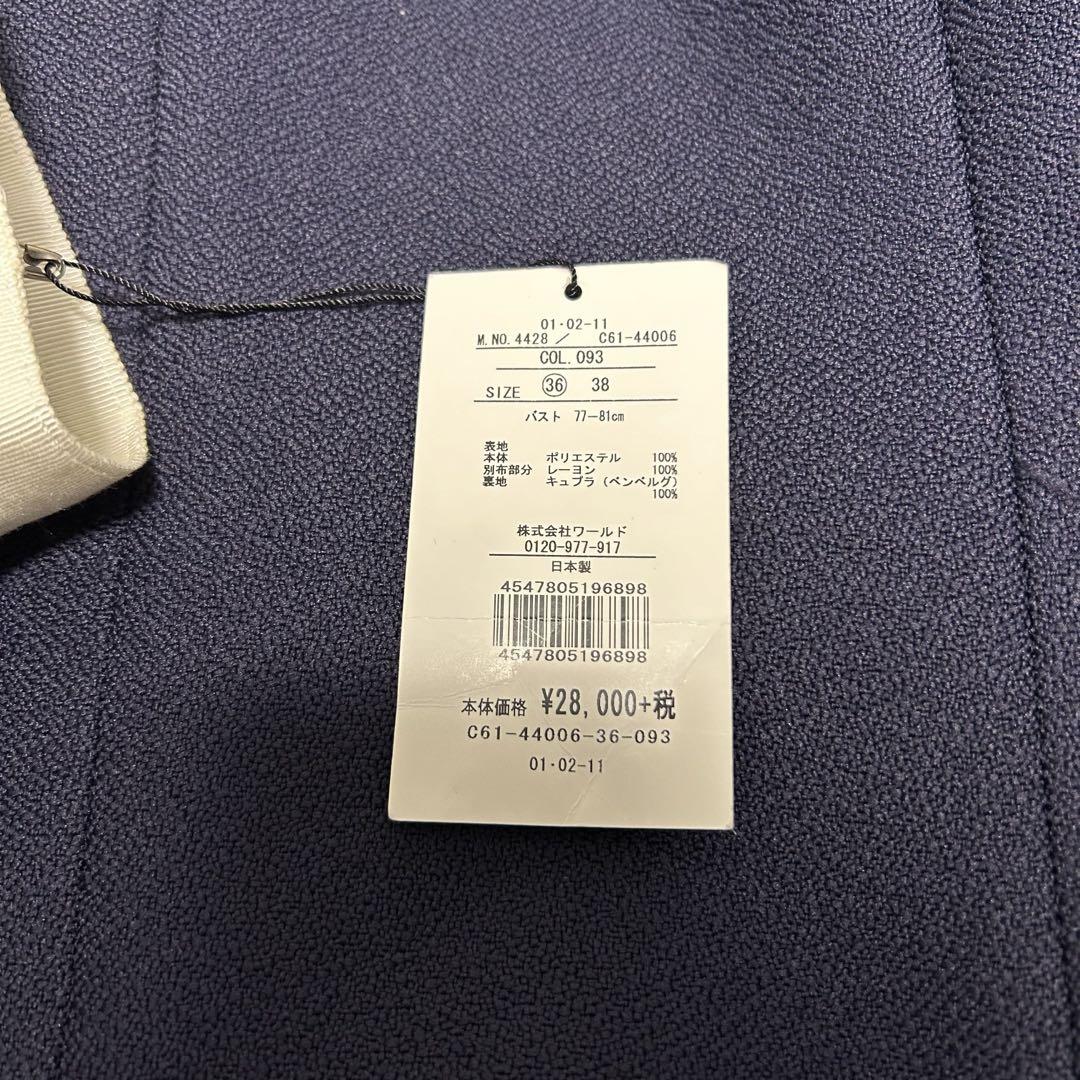 01・02-11
M.NO.4428／ C61-44006
COL.093
SIZE ㊱ 38
バスト 77―81cm
表地
本体 ポリエステル 100%
別布部分 レーヨン 100%
裏地 キュプラ（ベンベルグ）
100%
株式会社ワールド
0120-977-917
日本製
4547805196898
4547805196898
本体価格 ¥28,000+税
C61-44006-36-093
01・02-11